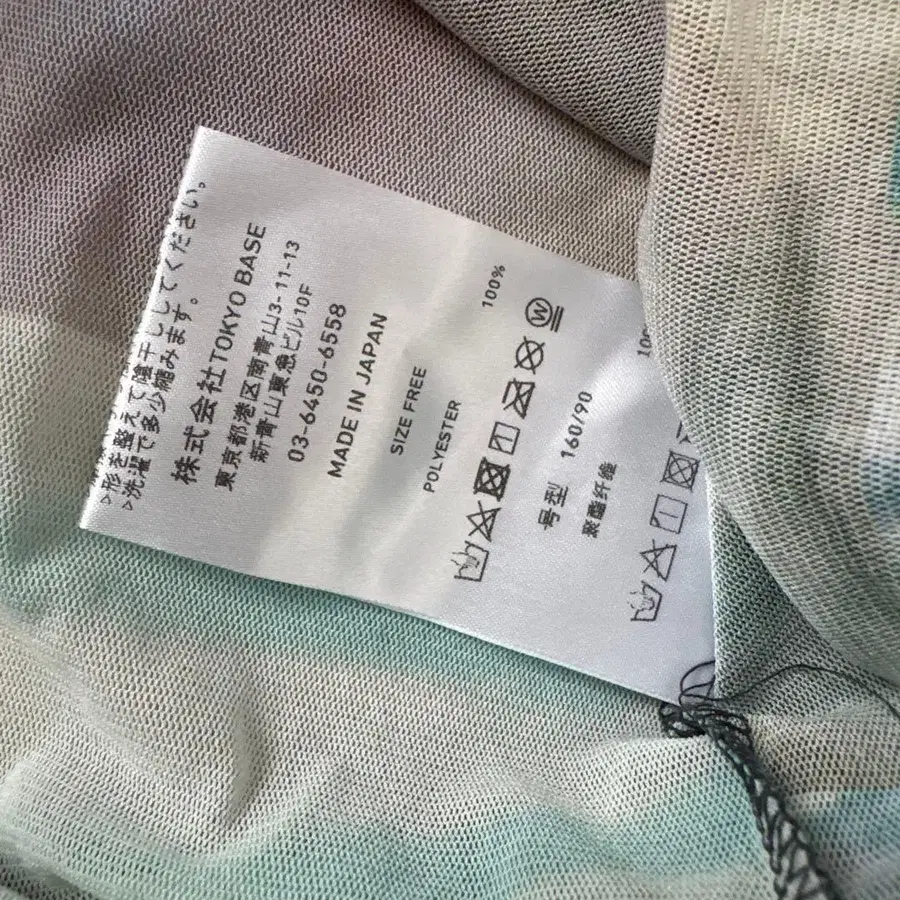 ▷形を整えて陰干ししてください。
▷洗濯で多少縮みます。
株式会社TOKYO BASE
東京都港区南青山3-11-13
新青山東急ビル10F
03-6450-6558
MADE IN JAPAN
SIZE FREE
POLYESTER 100%
W
号型 160/90
聚酯纤维